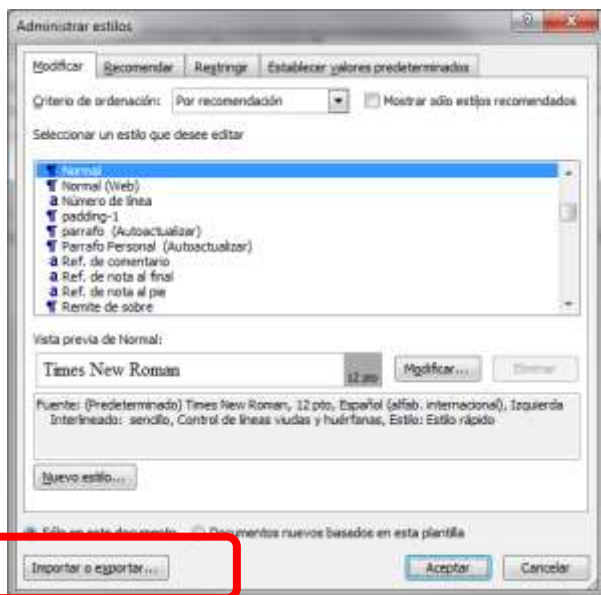 Administrar estilos
Modificar Recomendar Restringir Establecer valores predeterminados
Criterio de ordenación: Por recomendación Mostrar sólo estilos recomendados
Seleccionar un estilo que desee editar
Normal
Normal (Web)
a Número de línea
padding-1
parrafo (Autoactualizar)
Parrafo Personal (Autoactualizar)
a Ref. de comentario
a Ref. de nota al final
a Ref. de nota al pie
Remite de sobre
Vista previa de Normal:
Times New Roman 12 pto Modificar... Eliminar
Fuente: (Predeterminado) Times New Roman, 12 pto, Español (alfab. internacional), Izquierda
Interlineado: sencillo, Control de líneas viudas y huérfanas, Estilo: Estilo rápido
Nuevo estilo...
Sólo en este documento Documentos nuevos basados en esta plantilla
Importar o exportar... Aceptar Cancelar